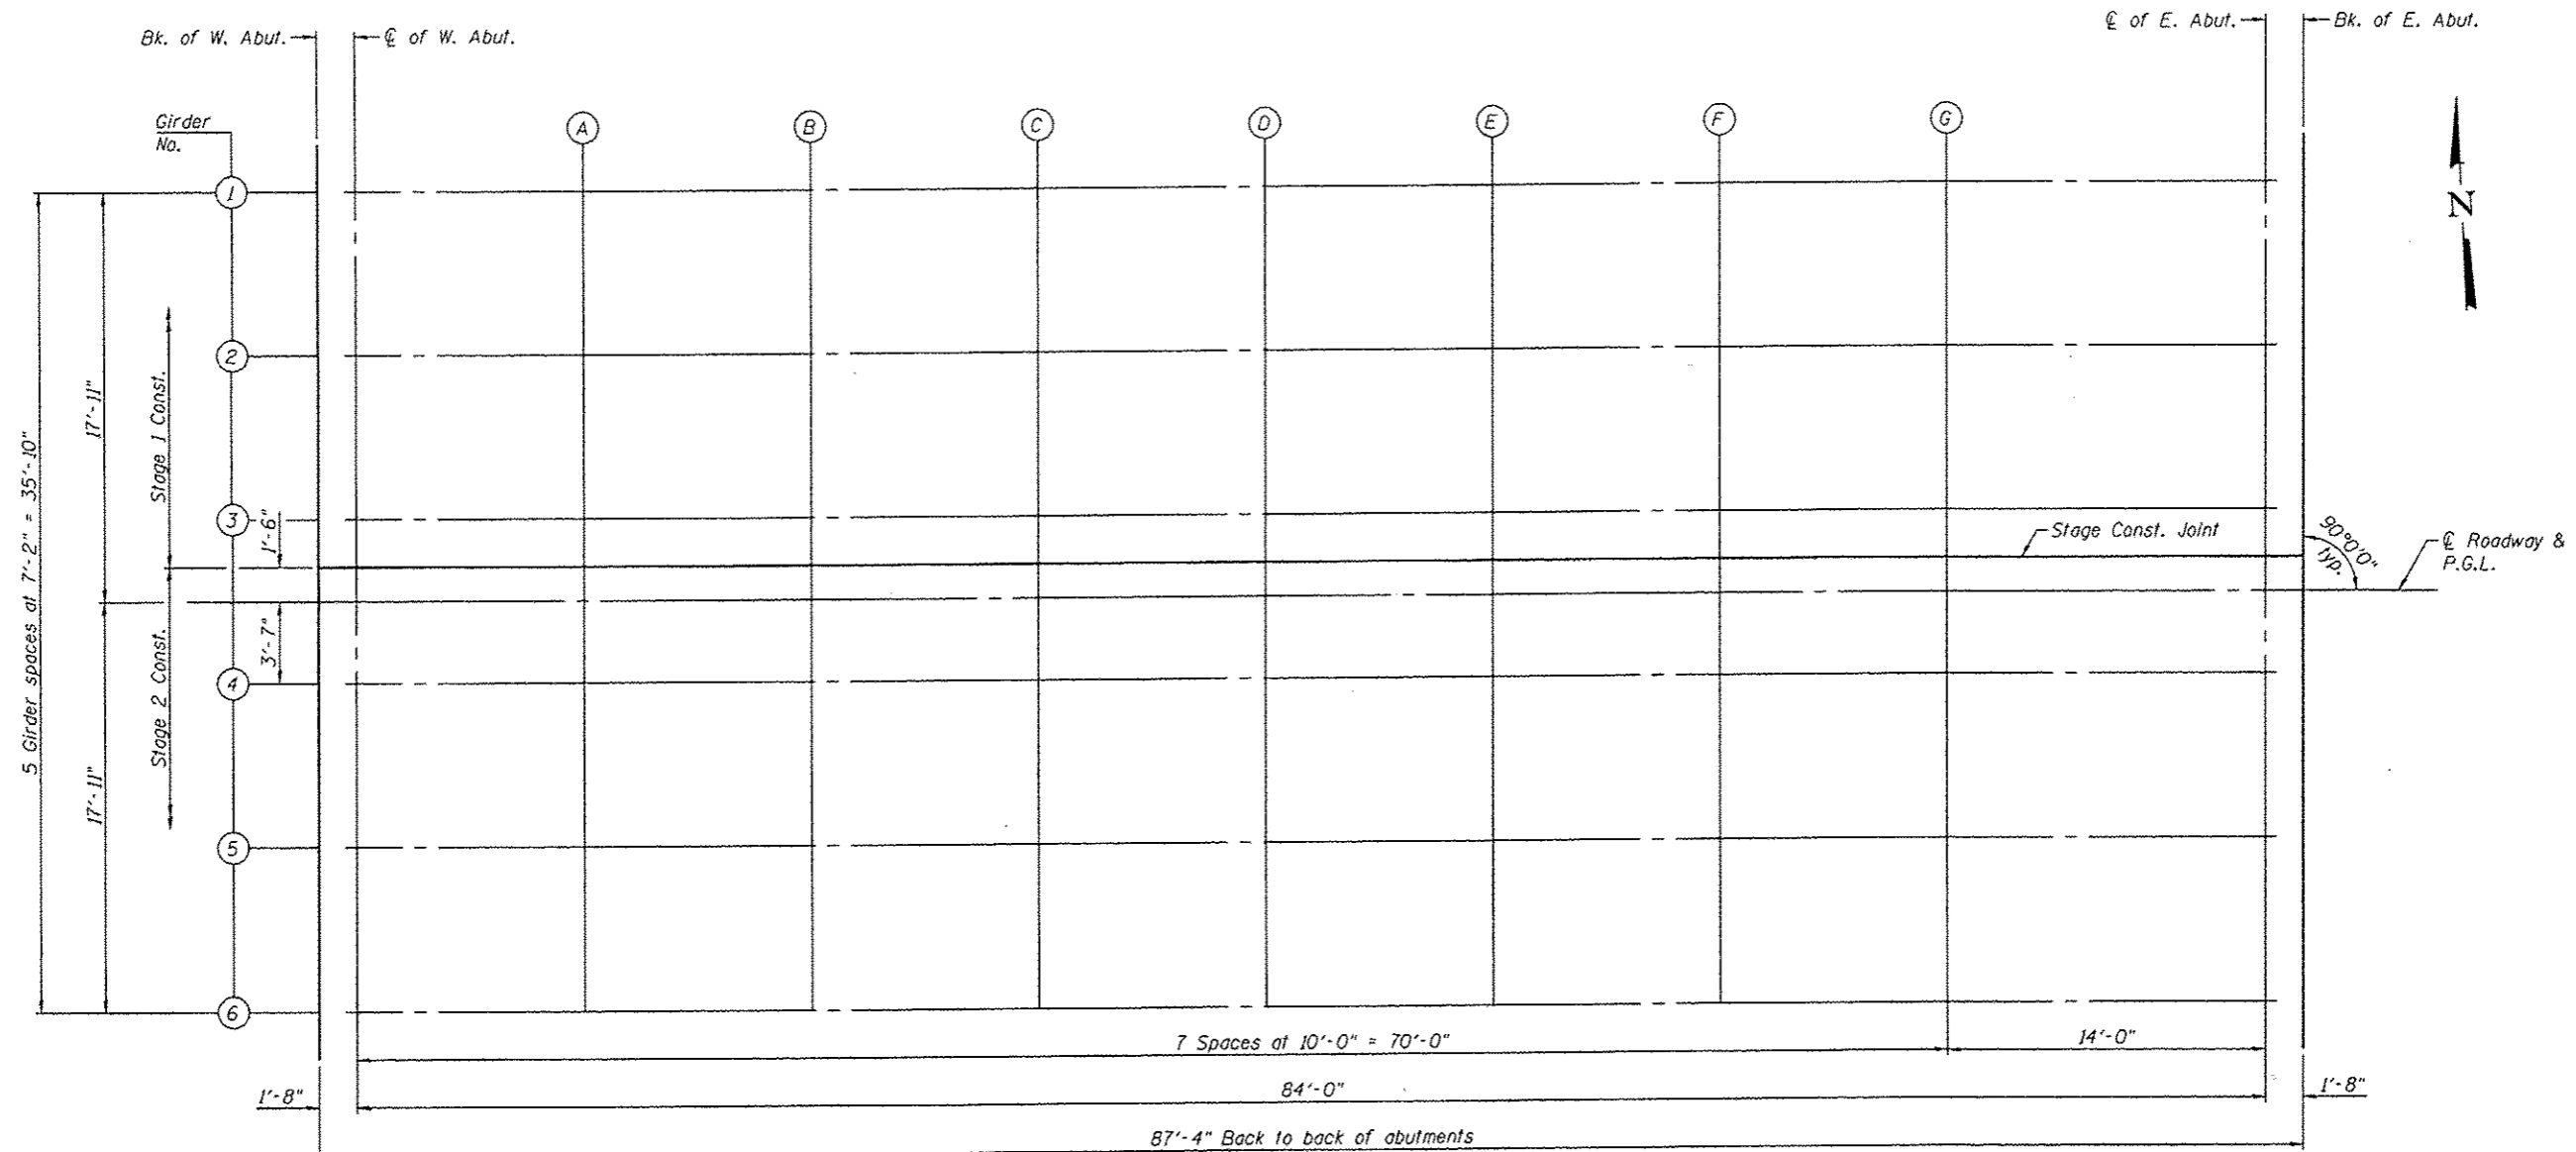 Bk. of W. Abut.
℄ of W. Abut.
℄ of E. Abut.
Bk. of E. Abut.
Girder
No.
A
B
C
D
E
F
G
N
1
2
3
4
5
6
5 Girder spaces at 7'-2" = 35'-10"
17'-11"
17'-11"
Stage 1 Const.
Stage 2 Const.
1'-6"
3'-7"
Stage Const. Joint
90°0'0"
typ.
℄ Roadway &
P.G.L.
7 Spaces at 10'-0" = 70'-0"
14'-0"
1'-8"
84'-0"
1'-8"
87'-4" Back to back of abutments